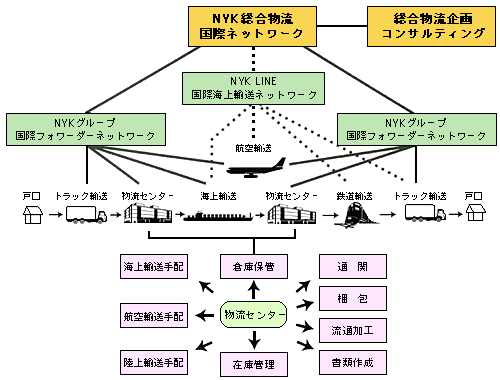 NYK総合物流
国際ネットワーク
総合物流企画
コンサルティング
NYK LINE
国際海上輸送ネットワーク
NYKグループ
国際フォワーダーネットワーク
NYKグループ
国際フォワーダーネットワーク
航空輸送
戸口
トラック輸送
物流センター
海上輸送
物流センター
鉄道輸送
トラック輸送
戸口
海上輸送手配
倉庫保管
通関
梱包
航空輸送手配
物流センター
流通加工
陸上輸送手配
在庫管理
書類作成